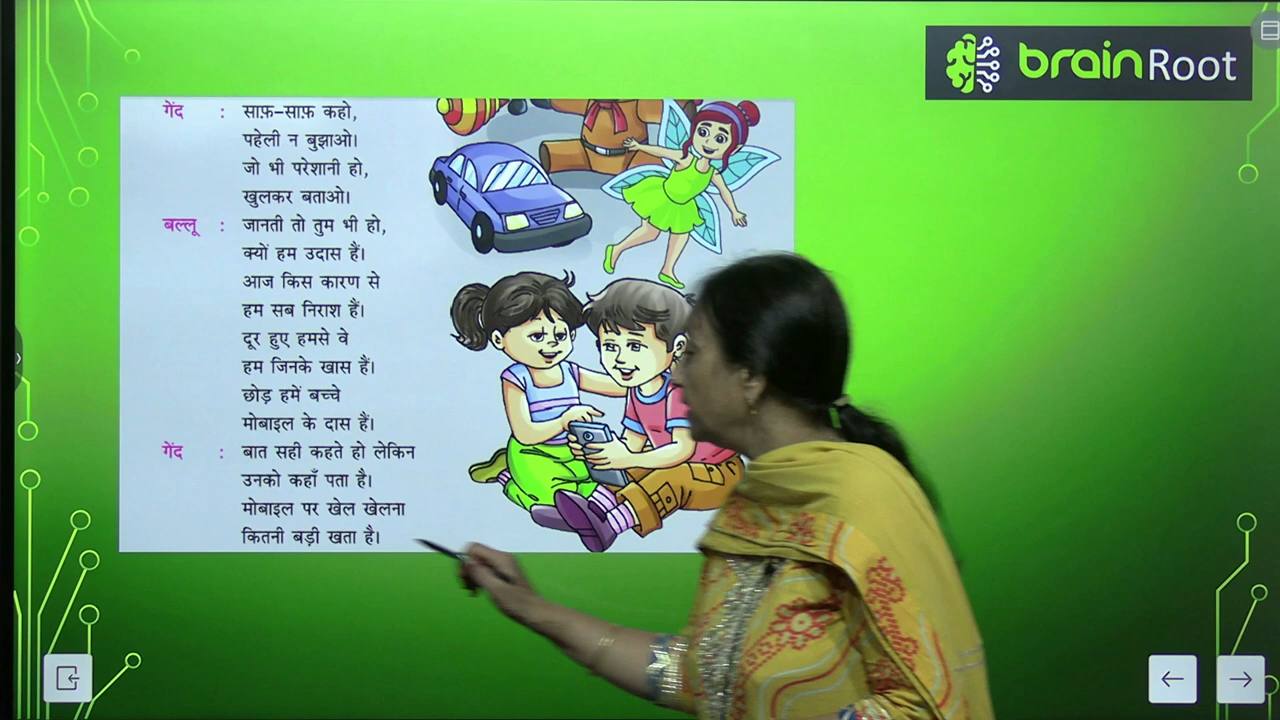 brainRoot
गेंद : साफ़-साफ़ कहो,
पहेली न बुझाओ।
जो भी परेशानी हो,
खुलकर बताओ।
बल्लू : जानती तो तुम भी हो,
क्यों हम उदास हैं।
आज किस कारण से
हम सब निराश हैं।
दूर हुए हमसे वे
हम जिनके खास हैं।
छोड़ हमें बच्चे
मोबाइल के दास हैं।
गेंद : बात सही कहते हो लेकिन
उनको कहाँ पता है।
मोबाइल पर खेल खेलना
कितनी बड़ी खता है।